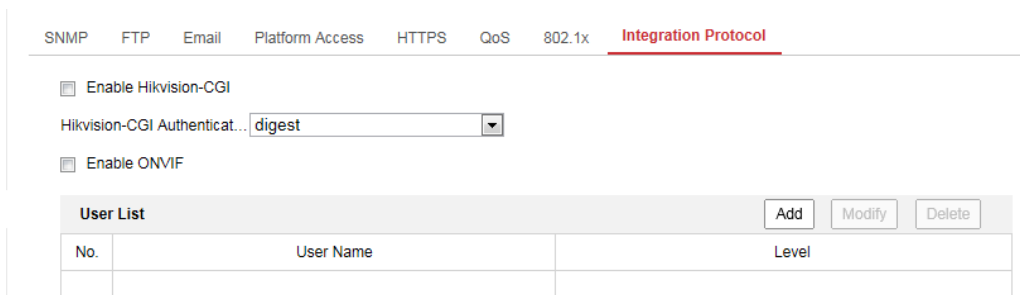 SNMP FTP Email Platform Access HTTPS QoS 802.1x Integration Protocol
Enable Hikvision-CGI
Hikvision-CGI Authenticat... digest
Enable ONVIF
User List Add Modify Delete
No. User Name Level